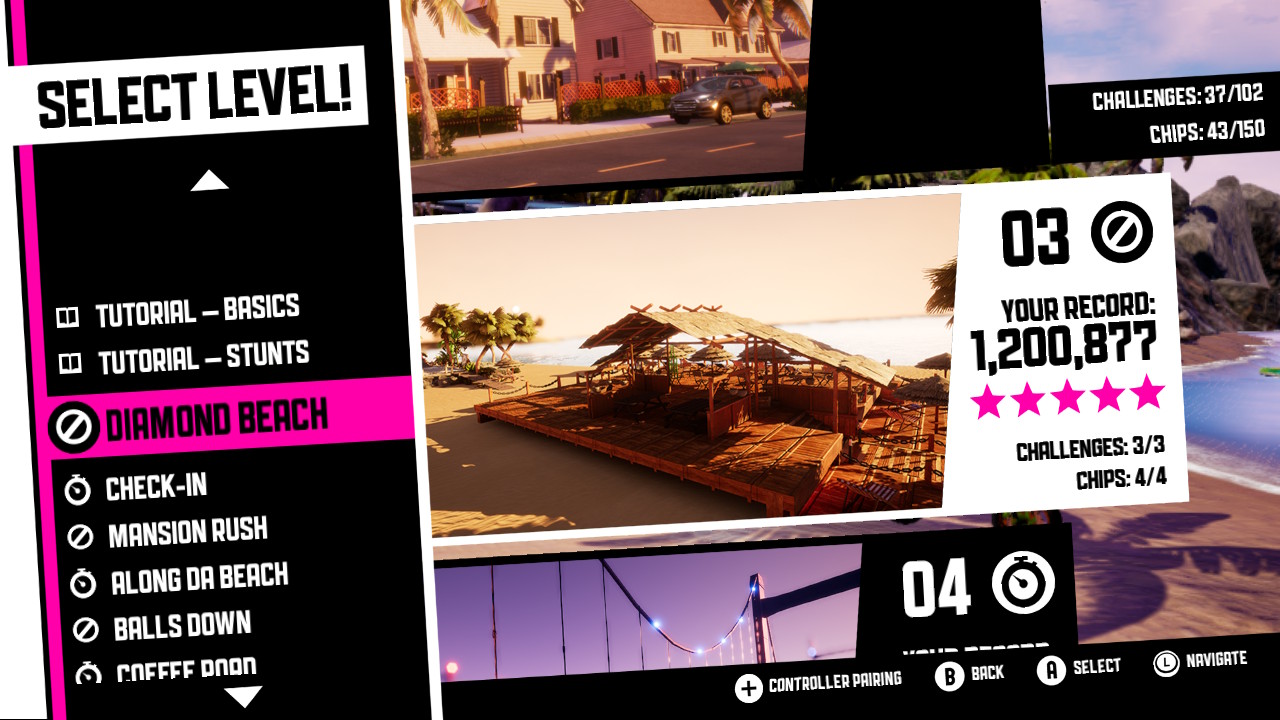 SELECT LEVEL!
TUTORIAL – BASICS
TUTORIAL – STUNTS
DIAMOND BEACH
CHECK-IN
MANSION RUSH
ALONG DA BEACH
BALLS DOWN
CHALLENGES: 37/102
CHIPS: 43/150
03
YOUR RECORD:
1,200,877
CHALLENGES: 3/3
CHIPS: 4/4
04
+ CONTROLLER PAIRING
B BACK
A SELECT
L NAVIGATE